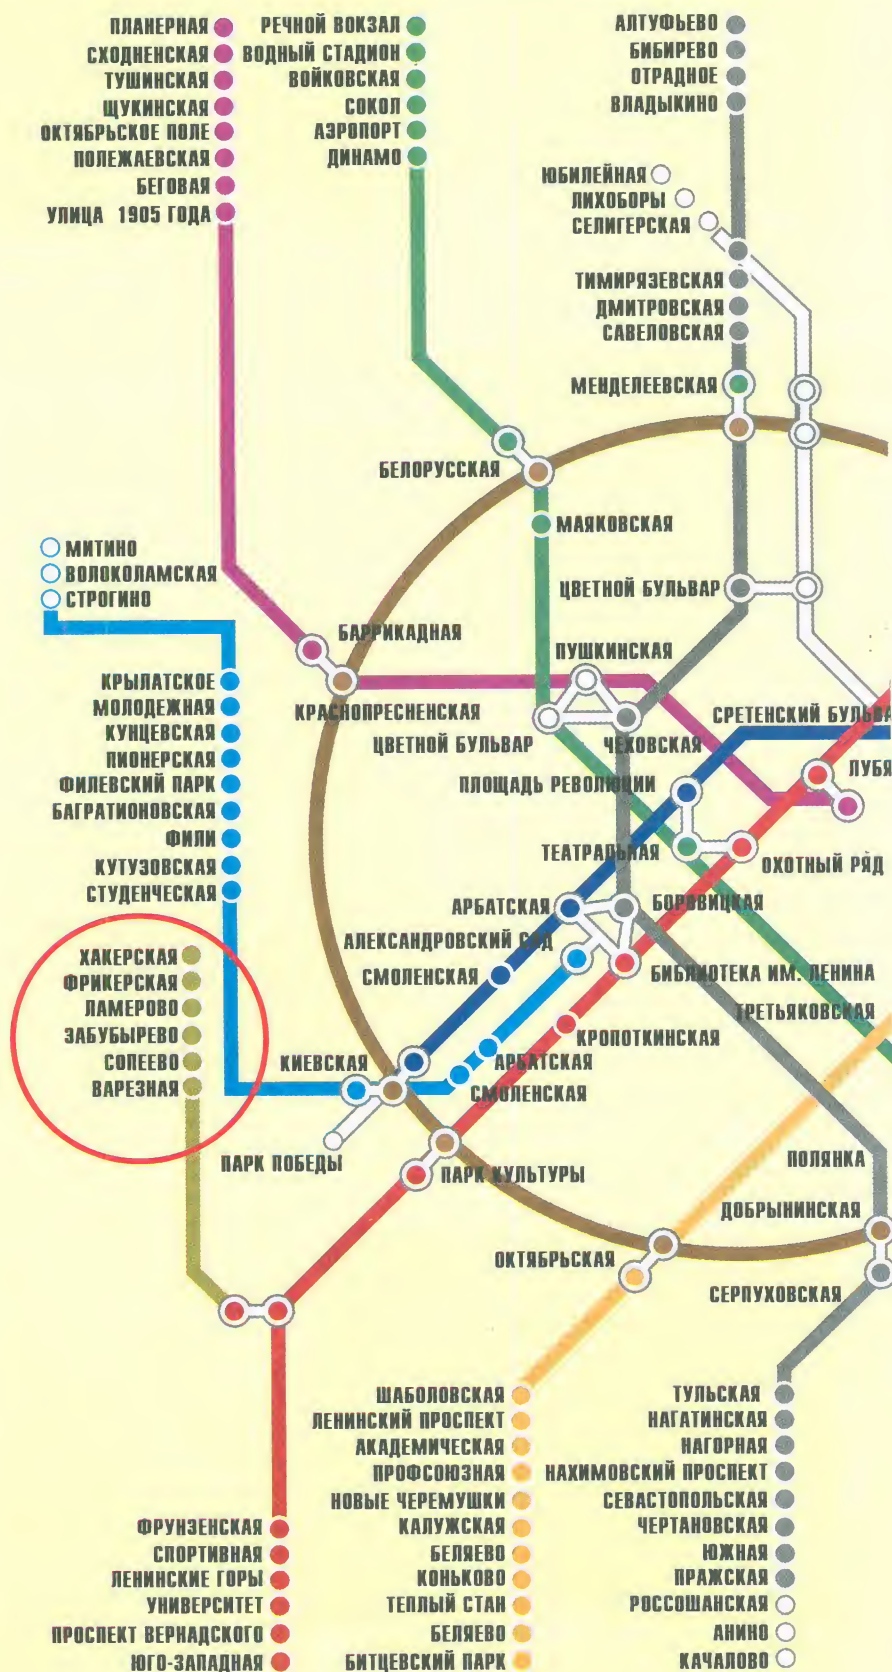 ПЛАНЕРНАЯ
СХОДНЕНСКАЯ
ТУШИНСКАЯ
ЩУКИНСКАЯ
ОКТЯБРЬСКОЕ ПОЛЕ
ПОЛЕЖАЕВСКАЯ
БЕГОВАЯ
УЛИЦА 1905 ГОДА
РЕЧНОЙ ВОКЗАЛ
ВОДНЫЙ СТАДИОН
ВОЙКОВСКАЯ
СОКОЛ
АЭРОПОРТ
ДИНАМО
АЛТУФЬЕВО
БИБИРЕВО
ОТРАДНОЕ
ВЛАДЫКИНО
ЮБИЛЕЙНАЯ
ЛИХОБОРЫ
СЕЛИГЕРСКАЯ
ТИМИРЯЗЕВСКАЯ
ДМИТРОВСКАЯ
САВЕЛОВСКАЯ
МЕНДЕЛЕЕВСКАЯ
БЕЛОРУССКАЯ
МАЯКОВСКАЯ
МИТИНО
ВОЛОКОЛАМСКАЯ
СТРОГИНО
ЦВЕТНОЙ БУЛЬВАР
БАРРИКАДНАЯ
ПУШКИНСКАЯ
КРАСНОПРЕСНЕНСКАЯ
ЦВЕТНОЙ БУЛЬВАР
ЧЕХОВСКАЯ
СРЕТЕНСКИЙ БУЛЬВА
КРЫЛАТСКОЕ
МОЛОДЕЖНАЯ
КУНЦЕВСКАЯ
ПИОНЕРСКАЯ
ФИЛЕВСКИЙ ПАРК
БАГРАТИОНОВСКАЯ
ФИЛИ
КУТУЗОВСКАЯ
СТУДЕНЧЕСКАЯ
ПЛОЩАДЬ РЕВОЛЮЦИИ
ЛУБЯ
ТЕАТРАЛЬНАЯ
ОХОТНЫЙ РЯД
АРБАТСКАЯ
БОРОВИЦКАЯ
АЛЕКСАНДРОВСКИЙ САД
СМОЛЕНСКАЯ
БИБЛИОТЕКА ИМ. ЛЕНИНА
ТРЕТЬЯКОВСКАЯ
КРОПОТКИНСКАЯ
ХАКЕРСКАЯ
ФРИКЕРСКАЯ
ЛАМЕРОВО
ЗАБУБЫРЕВО
СОПЕЕВО
ВАРЕЗНАЯ
КИЕВСКАЯ
АРБАТСКАЯ
СМОЛЕНСКАЯ
ПАРК ПОБЕДЫ
ПАРК КУЛЬТУРЫ
ПОЛЯНКА
ДОБРЫНИНСКАЯ
ОКТЯБРЬСКАЯ
СЕРПУХОВСКАЯ
ФРУНЗЕНСКАЯ
СПОРТИВНАЯ
ЛЕНИНСКИЕ ГОРЫ
УНИВЕРСИТЕТ
ПРОСПЕКТ ВЕРНАДСКОГО
ЮГО-ЗАПАДНАЯ
ШАБОЛОВСКАЯ
ЛЕНИНСКИЙ ПРОСПЕКТ
АКАДЕМИЧЕСКАЯ
ПРОФСОЮЗНАЯ
НОВЫЕ ЧЕРЕМУШКИ
КАЛУЖСКАЯ
БЕЛЯЕВО
КОНЬКОВО
ТЕПЛЫЙ СТАН
БЕЛЯЕВО
БИТЦЕВСКИЙ ПАРК
ТУЛЬСКАЯ
НАГАТИНСКАЯ
НАГОРНАЯ
НАХИМОВСКИЙ ПРОСПЕКТ
СЕВАСТОПОЛЬСКАЯ
ЧЕРТАНОВСКАЯ
ЮЖНАЯ
ПРАЖСКАЯ
РОССОШАНСКАЯ
АНИНО
КАЧАЛОВО